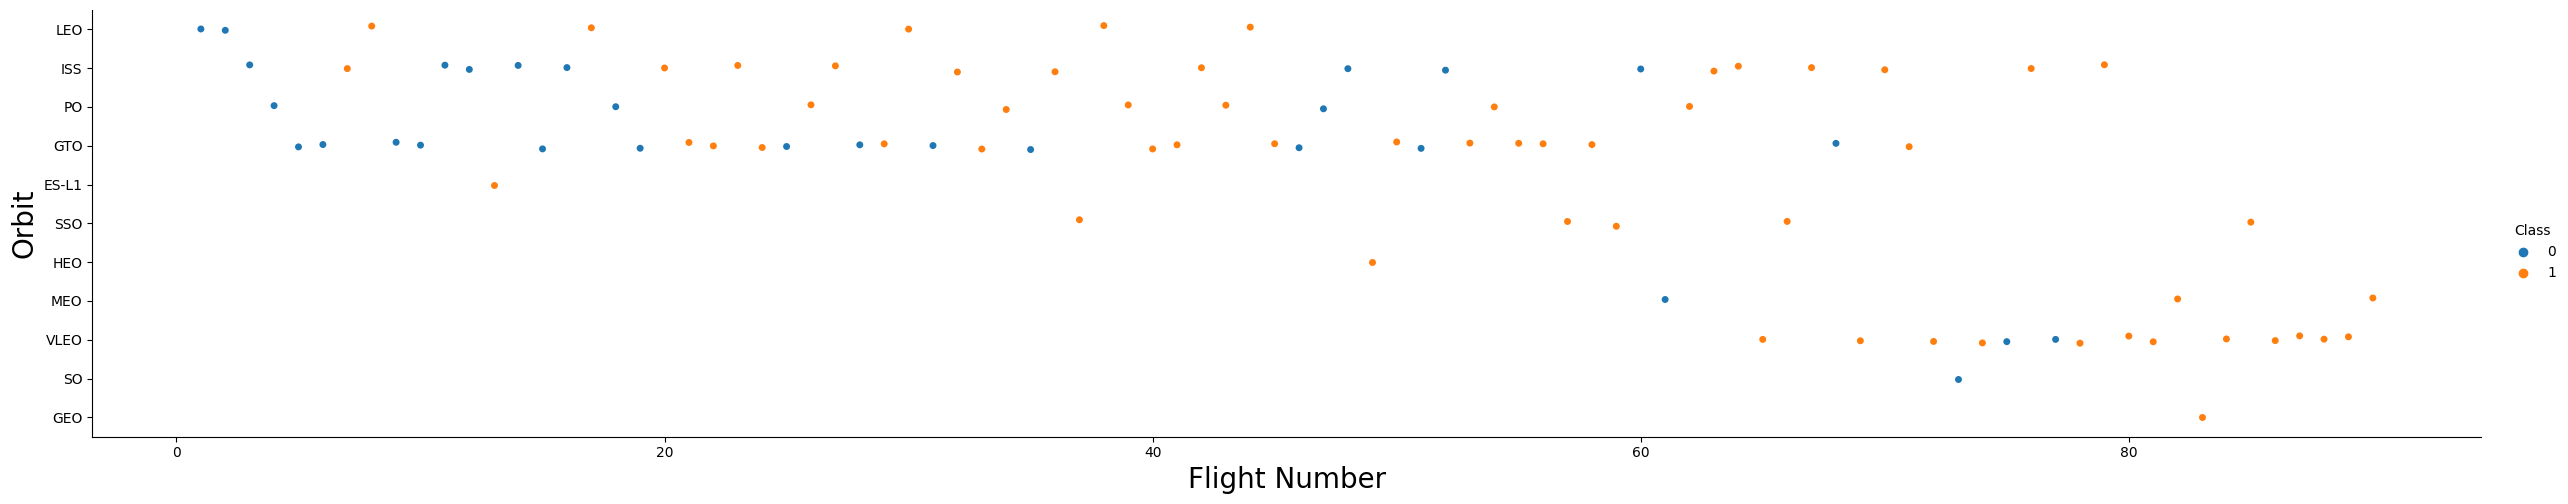 LEO
ISS
PO
GTO
ES-L1
SSO
HEO
MEO
VLEO
SO
GEO
Orbit
0
20
40
60
80
Flight Number
Class
0
1